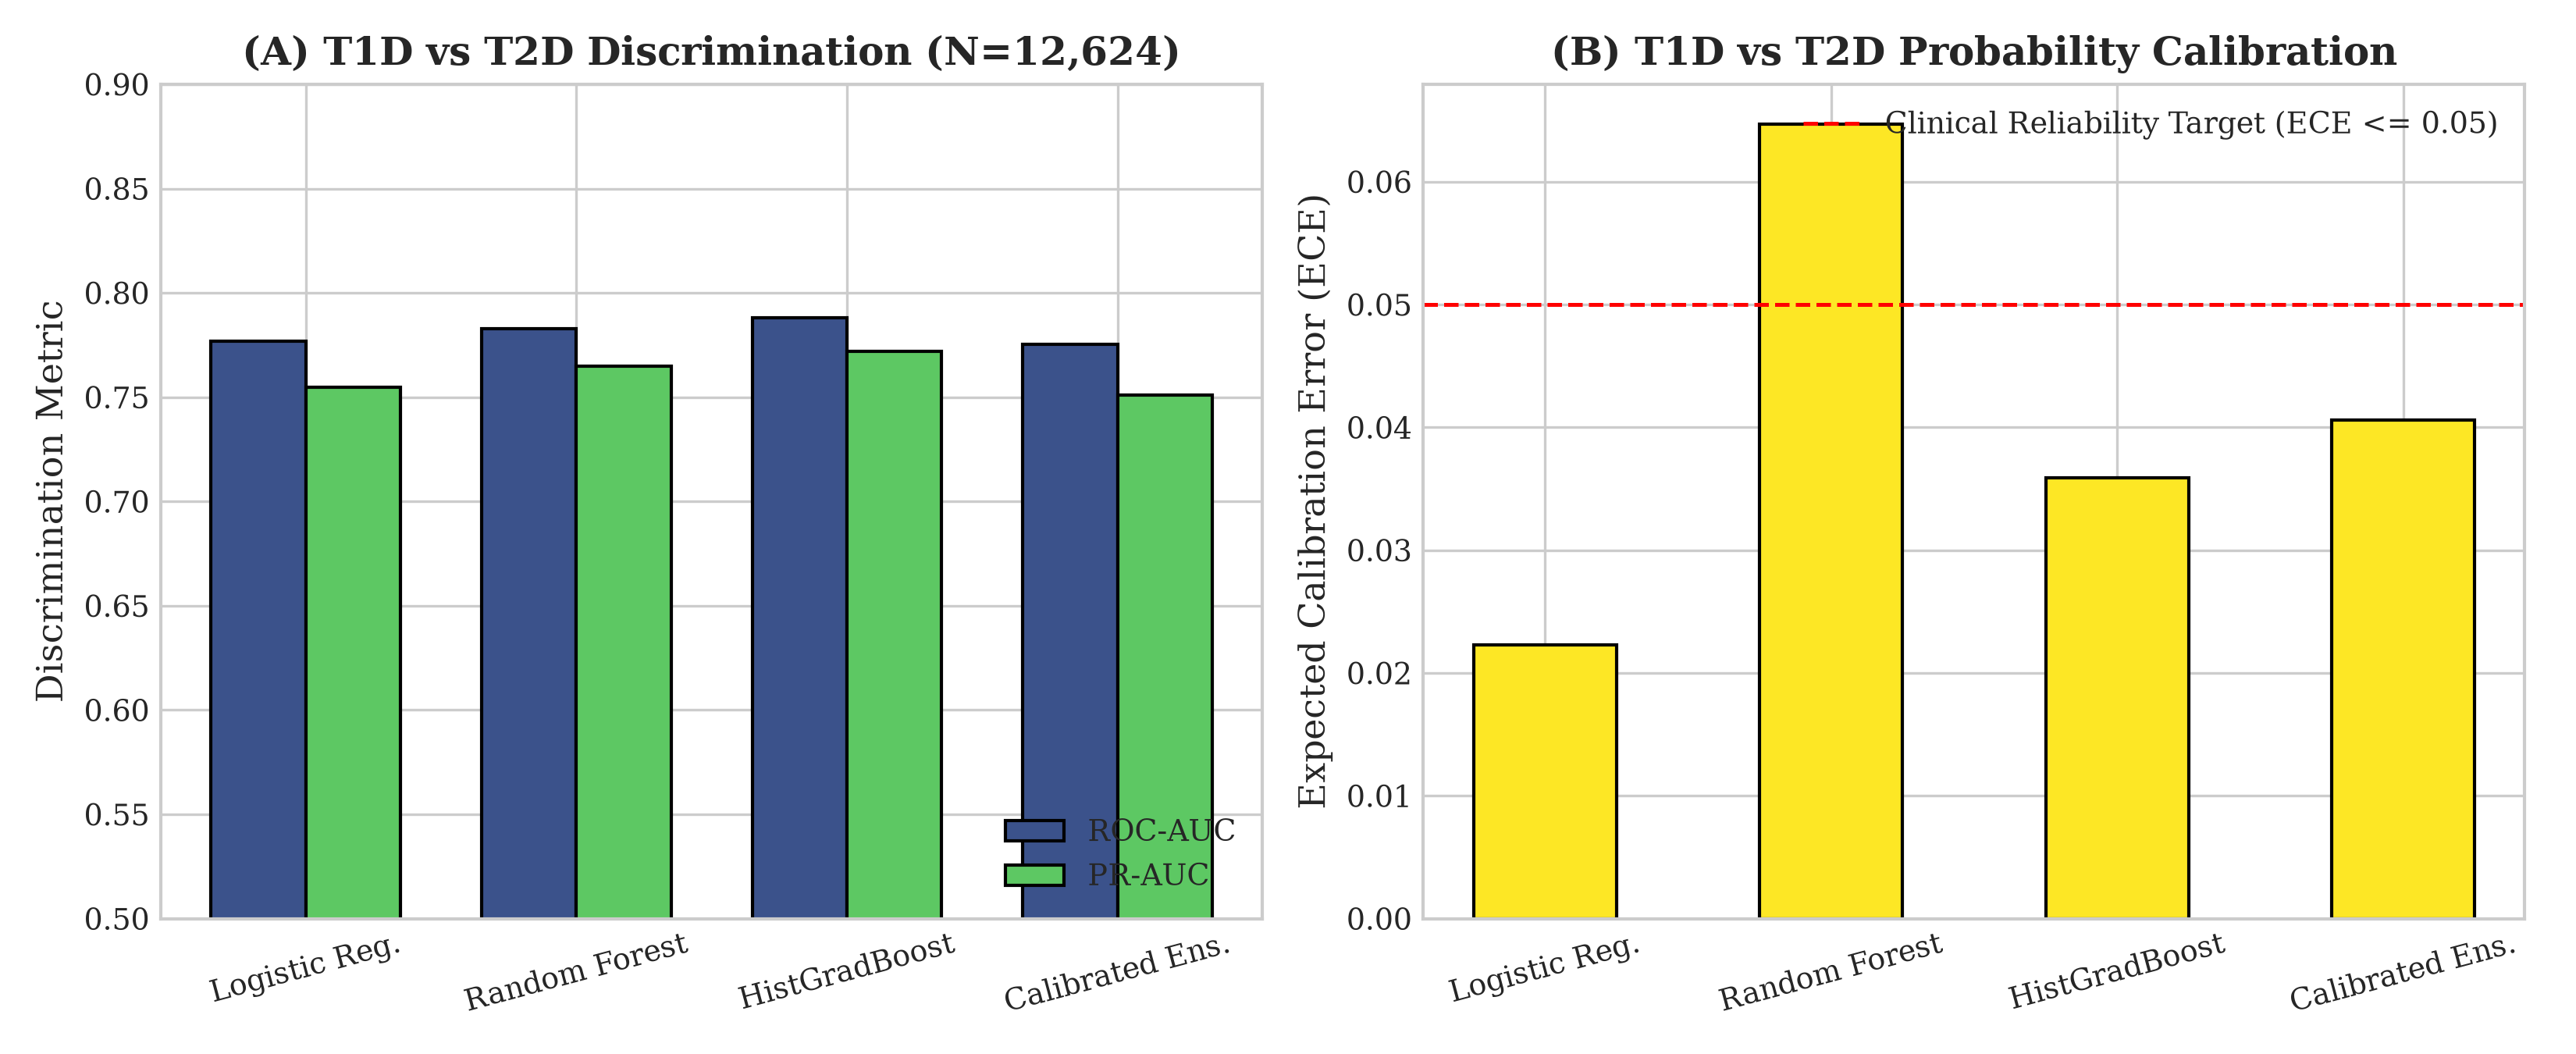 (A) T1D vs T2D Discrimination (N=12,624)
Discrimination Metric
0.90
0.85
0.80
0.75
0.70
0.65
0.60
0.55
0.50
ROC-AUC
PR-AUC
Logistic Reg.
Random Forest
HistGradBoost
Calibrated Ens.
(B) T1D vs T2D Probability Calibration
Expected Calibration Error (ECE)
Clinical Reliability Target (ECE <= 0.05)
0.06
0.05
0.04
0.03
0.02
0.01
0.00
Logistic Reg.
Random Forest
HistGradBoost
Calibrated Ens.